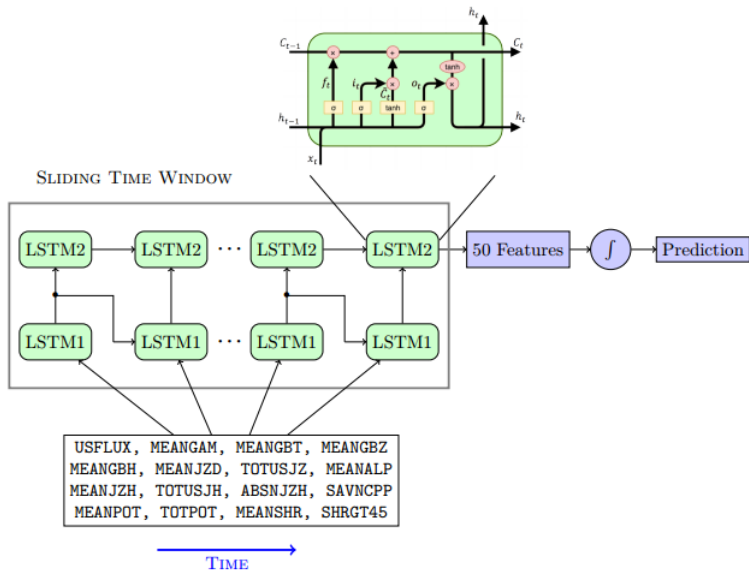 h_t
C_{t-1}
C_t
×
+
tanh
f_t
i_t
×
o_t
×
C̃_t
σ
σ
tanh
σ
h_{t-1}
h_t
x_t
SLIDING TIME WINDOW
LSTM2 LSTM2 ··· LSTM2 LSTM2 50 Features ∫ Prediction
LSTM1 LSTM1 ··· LSTM1 LSTM1
USFLUX, MEANGAM, MEANGBT, MEANGBZ
MEANGBH, MEANJZD, TOTUSJZ, MEANALP
MEANJZH, TOTUSJH, ABSNJZH, SAVNCPP
MEANPOT, TOTPOT, MEANSHR, SHRGT45
TIME